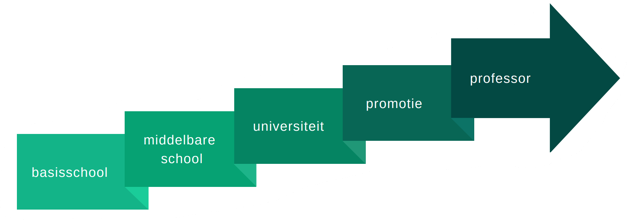 basisschool
middelbare
school
universiteit
promotie
professor